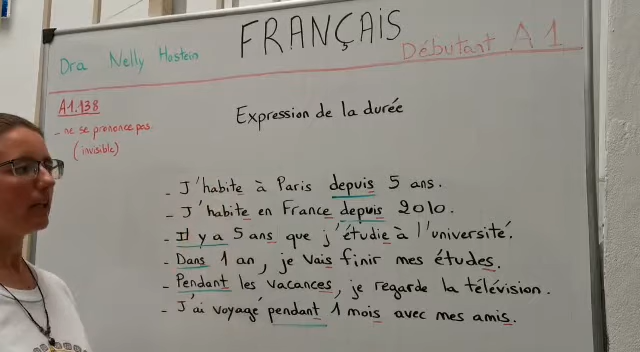 FRANÇAIS
Dra Nelly Hostein
Débutant A1
A1.138
- ne se prononce pas
(invisible)
Expression de la durée
- J'habite à Paris depuis 5 ans.
- J'habite en France depuis 2010.
- Il y a 5 ans que j'étudie à l'université.
- Dans 1 an, je vais finir mes études.
- Pendant les vacances, je regarde la télévision.
- J'ai voyagé pendant 1 mois avec mes amis.